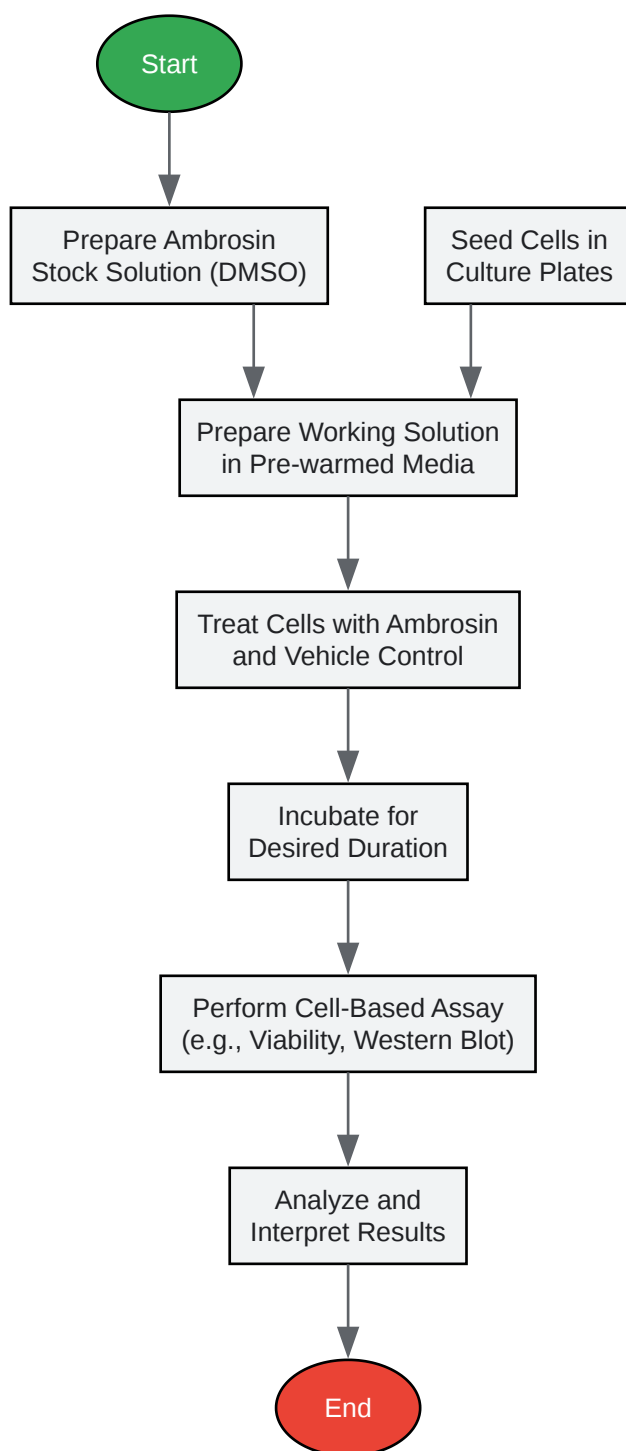 Start
Prepare Ambrosin
Stock Solution (DMSO)
Seed Cells in
Culture Plates
Prepare Working Solution
in Pre-warmed Media
Treat Cells with Ambrosin
and Vehicle Control
Incubate for
Desired Duration
Perform Cell-Based Assay
(e.g., Viability, Western Blot)
Analyze and
Interpret Results
End